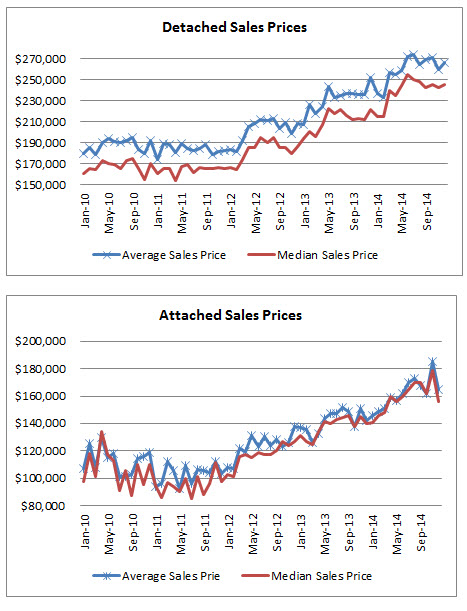 Detached Sales Prices
$270,000
$250,000
$230,000
$210,000
$190,000
$170,000
$150,000
Jan-10
May-10
Sep-10
Jan-11
May-11
Sep-11
Jan-12
May-12
Sep-12
Jan-13
May-13
Sep-13
Jan-14
May-14
Sep-14
Average Sales Price Median Sales Price
Attached Sales Prices
$200,000
$180,000
$160,000
$140,000
$120,000
$100,000
$80,000
Jan-10
May-10
Sep-10
Jan-11
May-11
Sep-11
Jan-12
May-12
Sep-12
Jan-13
May-13
Sep-13
Jan-14
May-14
Sep-14
Average Sales Prie Median Sales Price